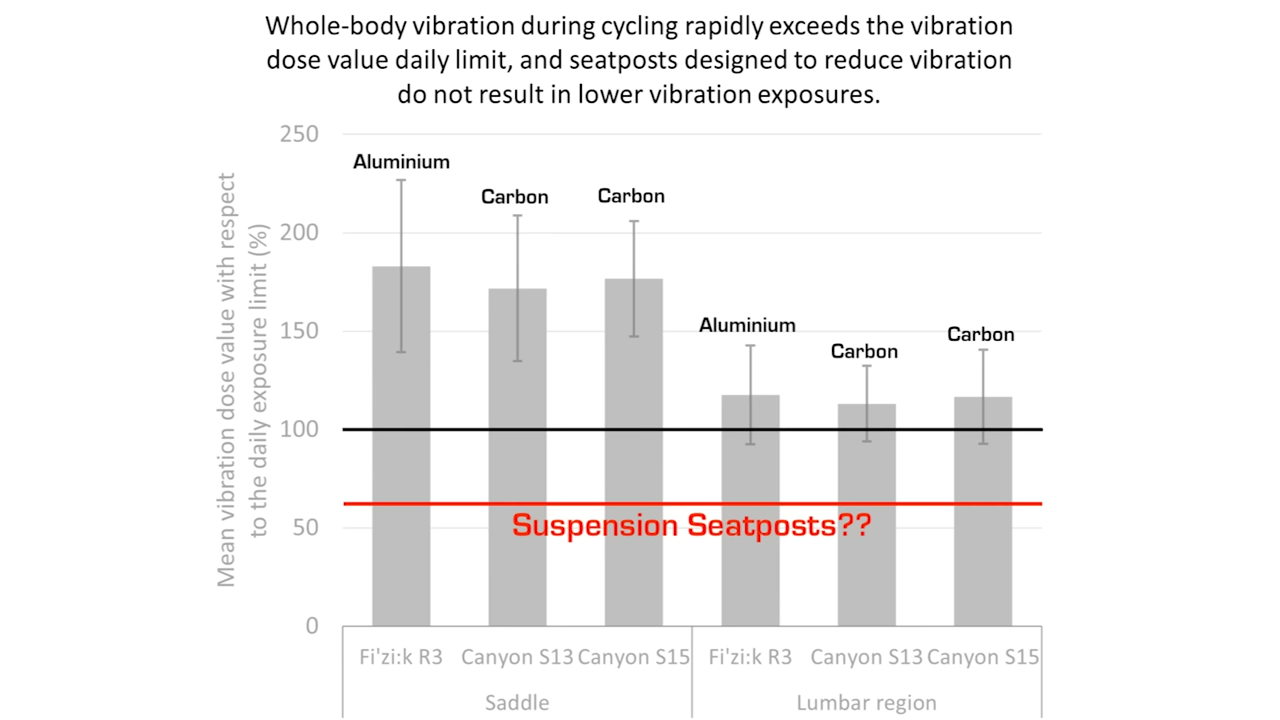 Whole-body vibration during cycling rapidly exceeds the vibration
dose value daily limit, and seatposts designed to reduce vibration
do not result in lower vibration exposures.
Mean vibration dose value with respect
to the daily exposure limit (%)
250
200
150
100
50
0
Aluminium
Carbon
Carbon
Aluminium
Carbon
Carbon
Suspension Seatposts??
Fi'zi:k R3
Canyon S13
Canyon S15
Fi'zi:k R3
Canyon S13
Canyon S15
Saddle
Lumbar region